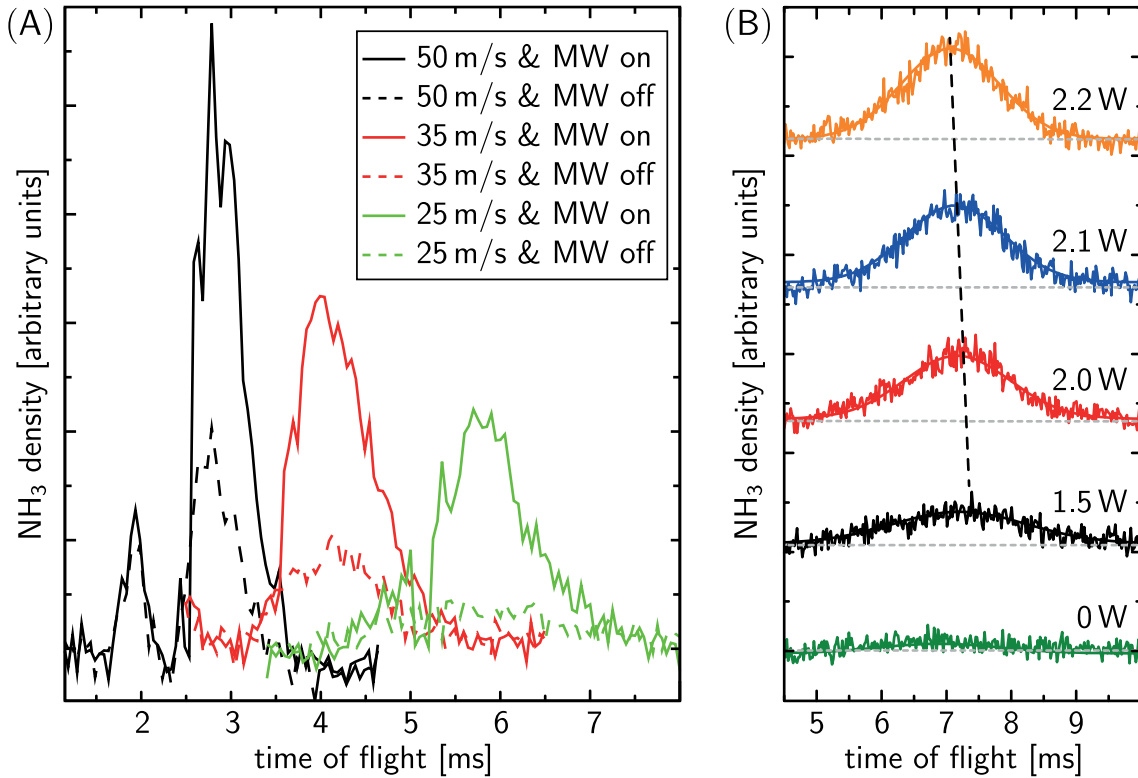 (A)
NH₃ density [arbitrary units]
50 m/s & MW on
50 m/s & MW off
35 m/s & MW on
35 m/s & MW off
25 m/s & MW on
25 m/s & MW off
2 3 4 5 6 7
time of flight [ms]
(B)
NH₃ density [arbitrary units]
2.2 W
2.1 W
2.0 W
1.5 W
0 W
5 6 7 8 9
time of flight [ms]